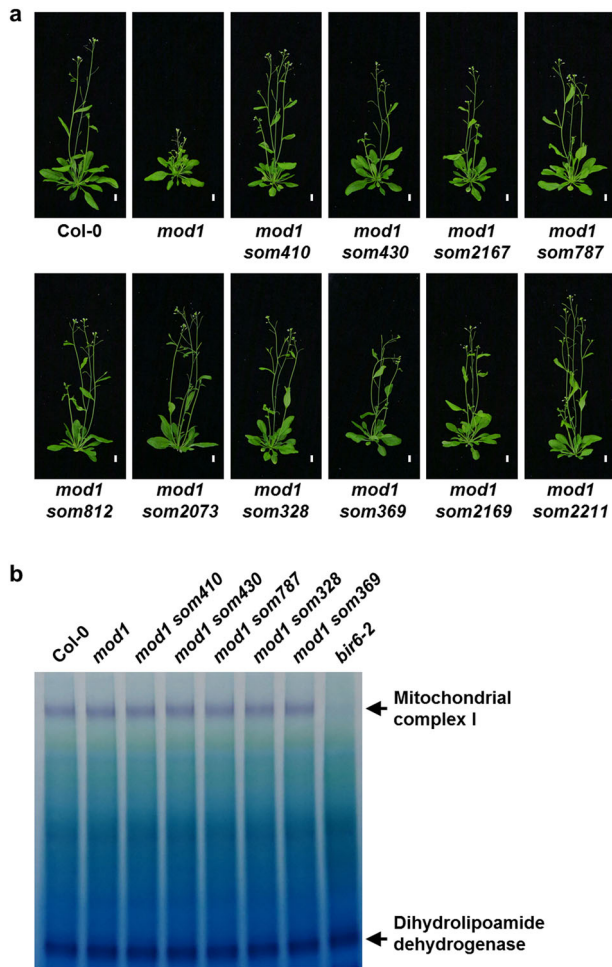 a
Col-0
mod1
mod1
som410
mod1
som430
mod1
som2167
mod1
som787
mod1
som812
mod1
som2073
mod1
som328
mod1
som369
mod1
som2169
mod1
som2211
b
Col-0
mod1
mod1 som410
mod1 som430
mod1 som787
mod1 som328
mod1 som369
bir6-2
Mitochondrial
complex I
Dihydrolipoamide
dehydrogenase